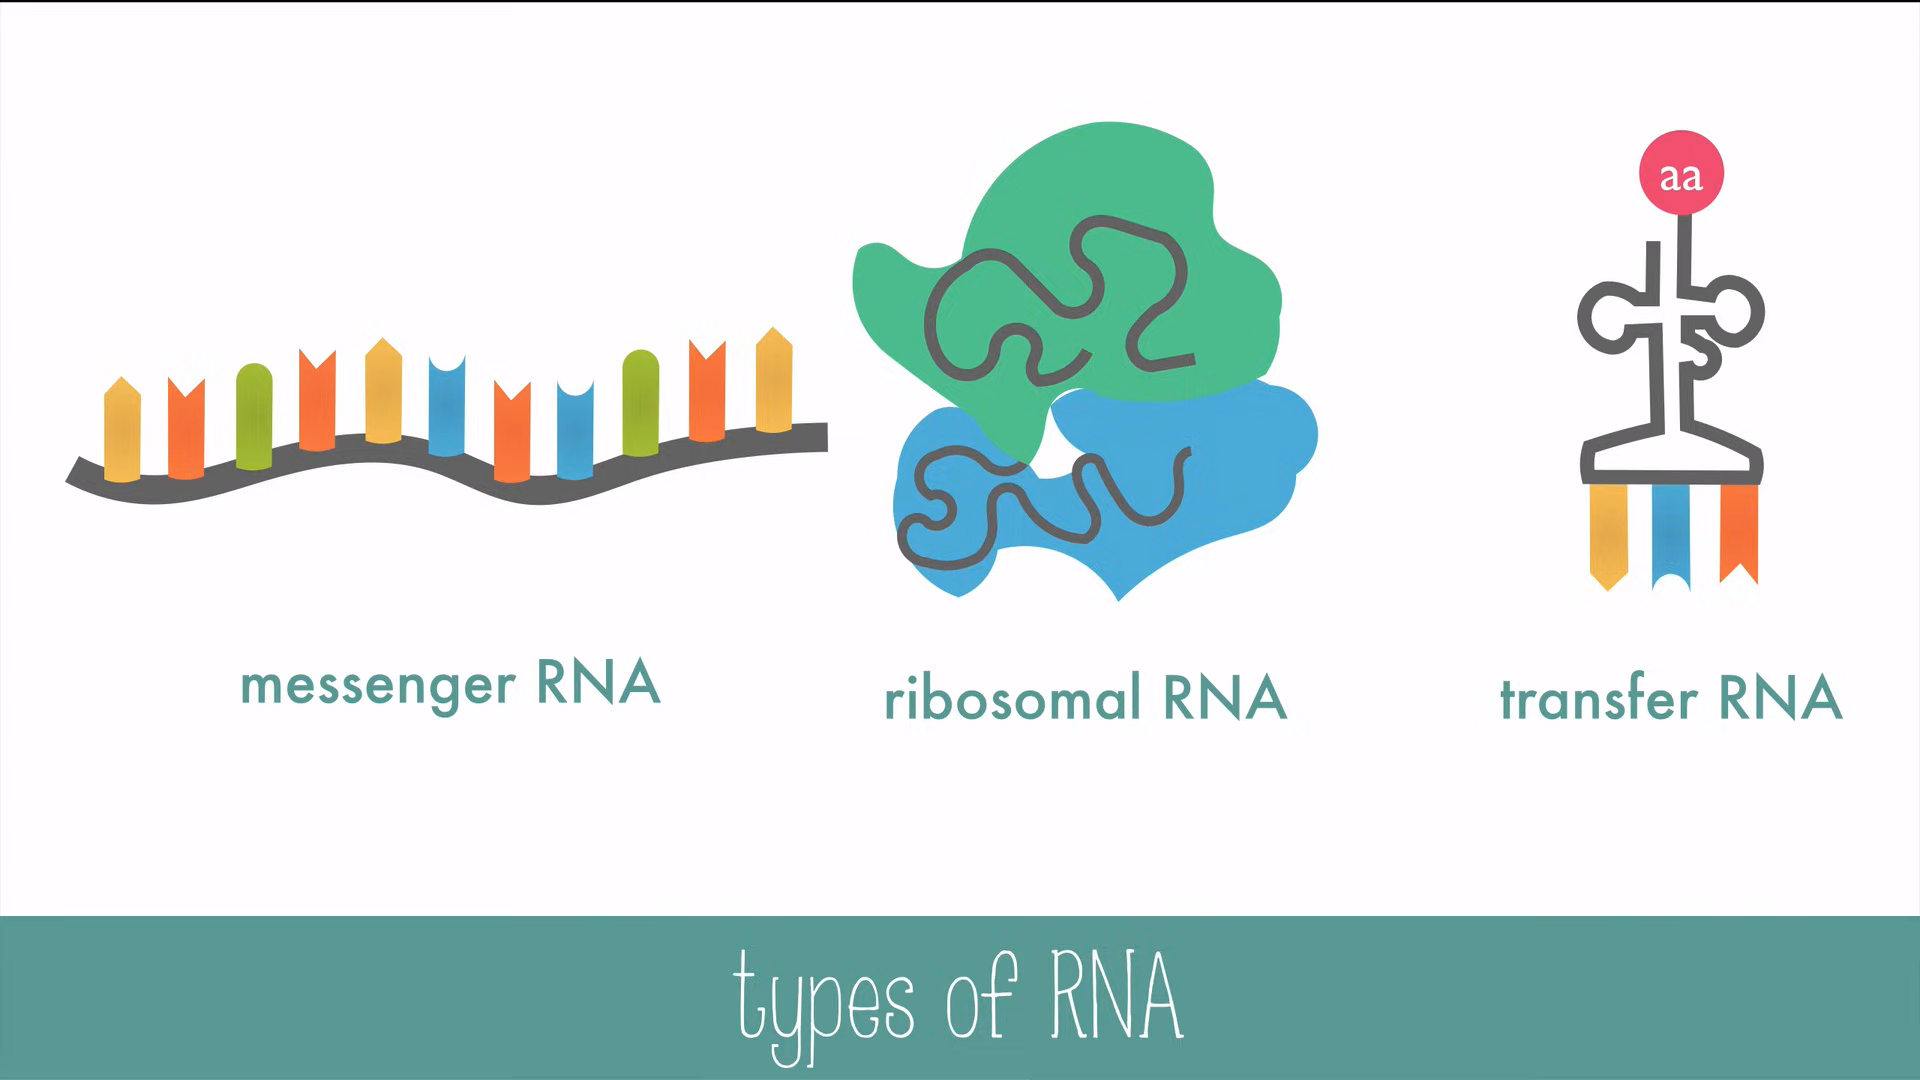 aa
messenger RNA
ribosomal RNA
transfer RNA
types of RNA